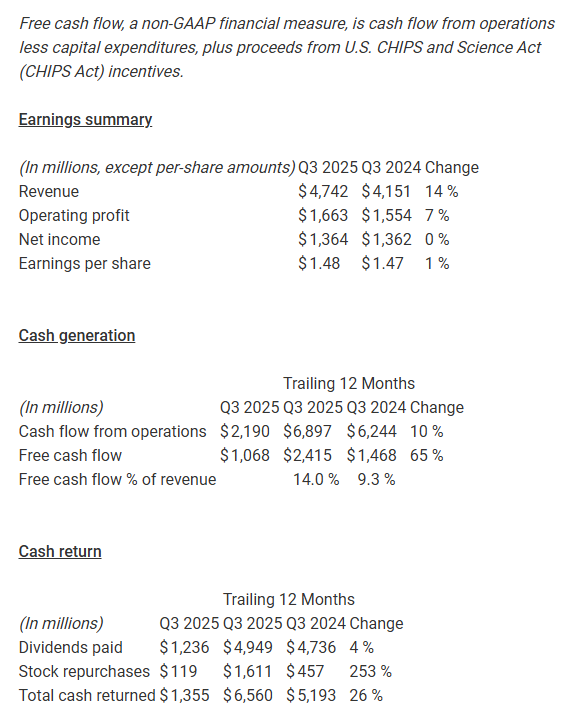 Free cash flow, a non-GAAP financial measure, is cash flow from operations
less capital expenditures, plus proceeds from U.S. CHIPS and Science Act
(CHIPS Act) incentives.
Earnings summary
(In millions, except per-share amounts) Q3 2025 Q3 2024 Change
Revenue $4,742 $4,151 14 %
Operating profit $1,663 $1,554 7 %
Net income $1,364 $1,362 0 %
Earnings per share $1.48 $1.47 1 %
Cash generation
Trailing 12 Months
(In millions) Q3 2025 Q3 2025 Q3 2024 Change
Cash flow from operations $2,190 $6,897 $6,244 10 %
Free cash flow $1,068 $2,415 $1,468 65 %
Free cash flow % of revenue 14.0 % 9.3 %
Cash return
Trailing 12 Months
(In millions) Q3 2025 Q3 2025 Q3 2024 Change
Dividends paid $1,236 $4,949 $4,736 4 %
Stock repurchases $119 $1,611 $457 253 %
Total cash returned $1,355 $6,560 $5,193 26 %